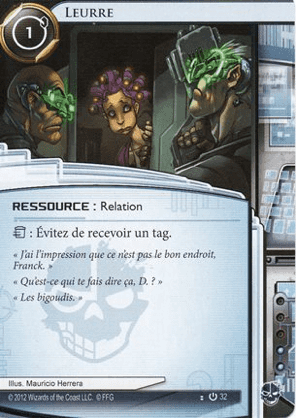 LEURRE
1
RESSOURCE : Relation
: Évitez de recevoir un tag.
« J'ai l'impression que ce n'est pas le bon endroit,
Franck. »
« Qu'est-ce qui te fais dire ça, D. ? »
« Les bigoudis. »
Illus. Mauricio Herrera
© 2012 Wizards of the Coast LLC. © FFG
32